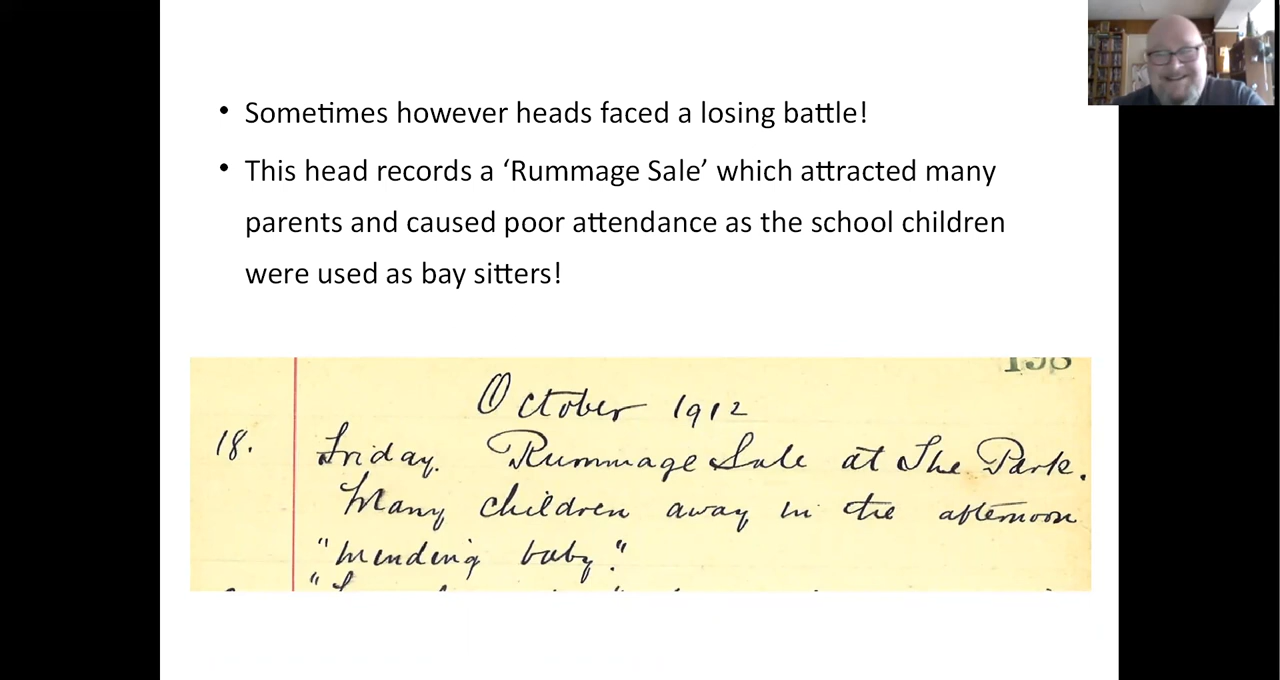 • Sometimes however heads faced a losing battle!
• This head records a ‘Rummage Sale’ which attracted many
parents and caused poor attendance as the school children
were used as bay sitters!
198
October 1912
18. Friday. Rummage Sale at The Park.
Many children away in the afternoon
"minding baby."